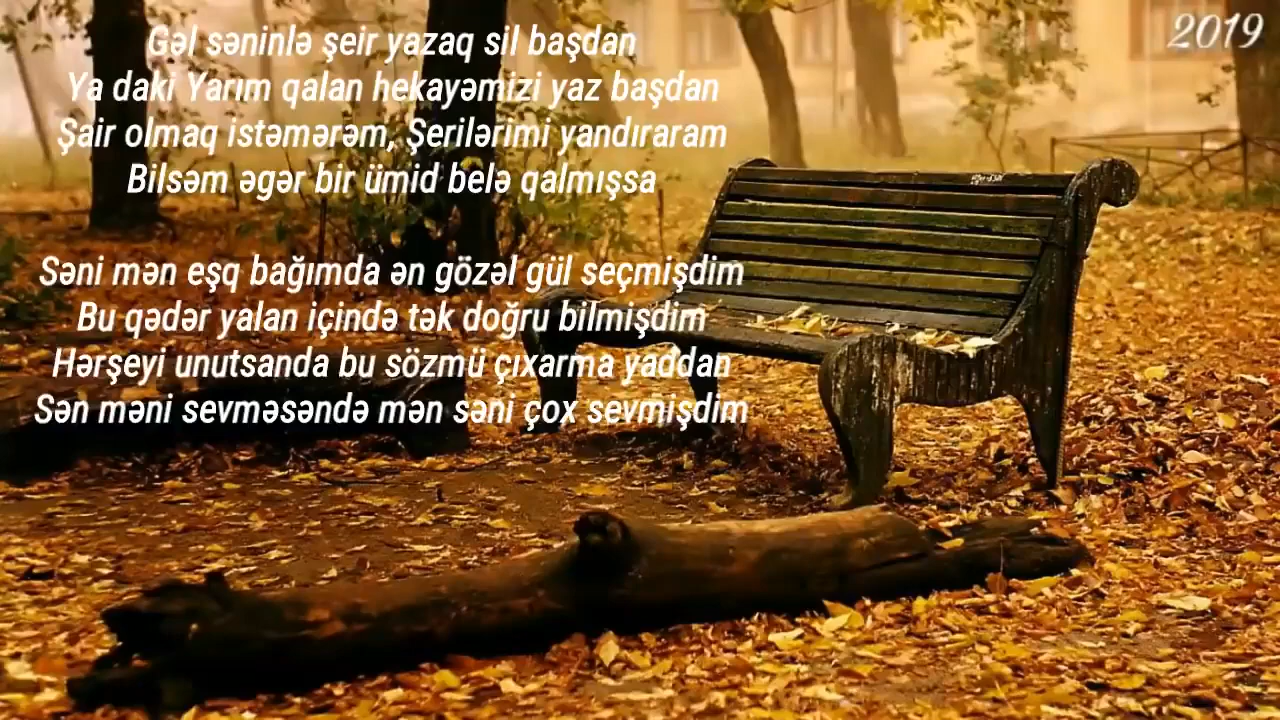 2019
Gəl səninlə şeir yazaq sil başdan
Ya daki Yarım qalan hekayəmizi yaz başdan
Şair olmaq istəmərəm, Şerilərimi yandıraram
Bilsəm əgər bir ümid belə qalmışsa
Səni mən eşq bağımda ən gözəl gül seçmişdim
Bu qədər yalan içində tək doğru bilmişdim
Hərşeyi unutsanda bu sözmü çıxarma yaddan
Sən məni sevməsəndə mən səni çox sevmişdim